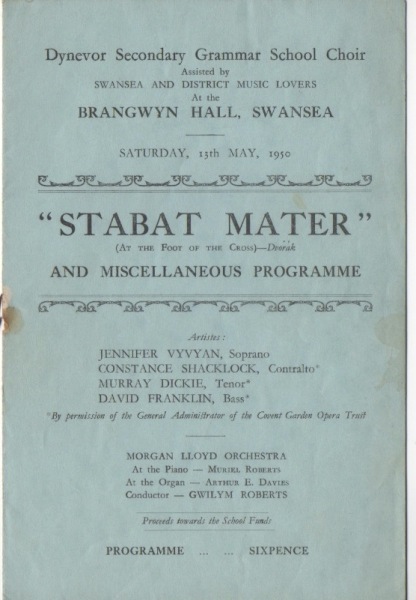 Dynevor Secondary Grammar School Choir
Assisted by
SWANSEA AND DISTRICT MUSIC LOVERS
At the
BRANGWYN HALL, SWANSEA
SATURDAY, 13th MAY, 1950
"STABAT MATER"
(AT THE FOOT OF THE CROSS)—Dvořák
AND MISCELLANEOUS PROGRAMME
Artistes:
JENNIFER VYVYAN, Soprano
CONSTANCE SHACKLOCK, Contralto*
MURRAY DICKIE, Tenor*
DAVID FRANKLIN, Bass*
*By permission of the General Administrator of the Covent Garden Opera Trust
MORGAN LLOYD ORCHESTRA
At the Piano — MURIEL ROBERTS
At the Organ — ARTHUR E. DAVIES
Conductor — GWILYM ROBERTS
Proceeds towards the School Funds
PROGRAMME ... ... SIXPENCE